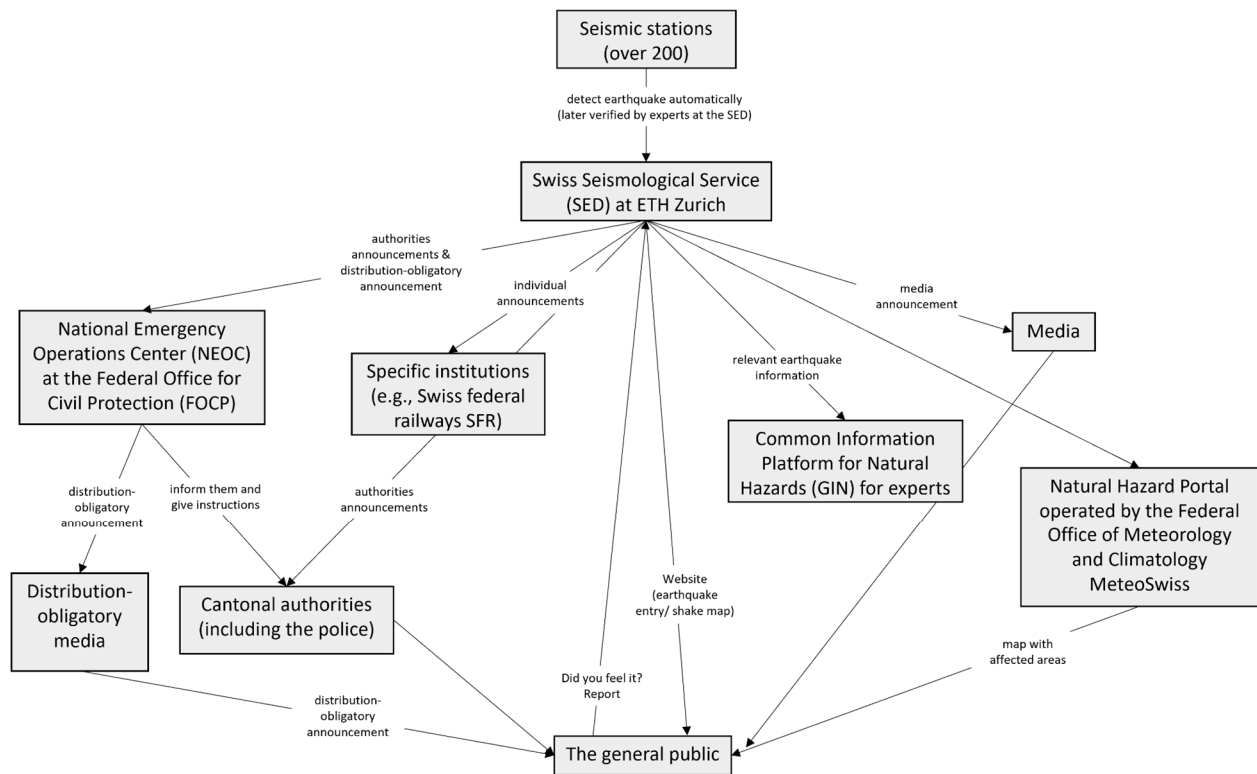 Seismic stations
(over 200)
detect earthquake automatically
(later verified by experts at the SED)
Swiss Seismological Service
(SED) at ETH Zurich
authorities
announcements &
distribution-obligatory
announcement
individual
announcements
media
announcement
relevant earthquake
information
National Emergency
Operations Center (NEOC)
at the Federal Office for
Civil Protection (FOCP)
Specific institutions
(e.g., Swiss federal
railways SFR)
Media
Common Information
Platform for Natural
Hazards (GIN) for experts
Natural Hazard Portal
operated by the Federal
Office of Meteorology
and Climatology
MeteoSwiss
distribution-
obligatory
announcement
inform them and
give instructions
authorities
announcements
Distribution-
obligatory
media
Cantonal authorities
(including the police)
Website
(earthquake
entry/ shake map)
Did you feel it?
Report
map with
affected areas
distribution-
obligatory
announcement
The general public